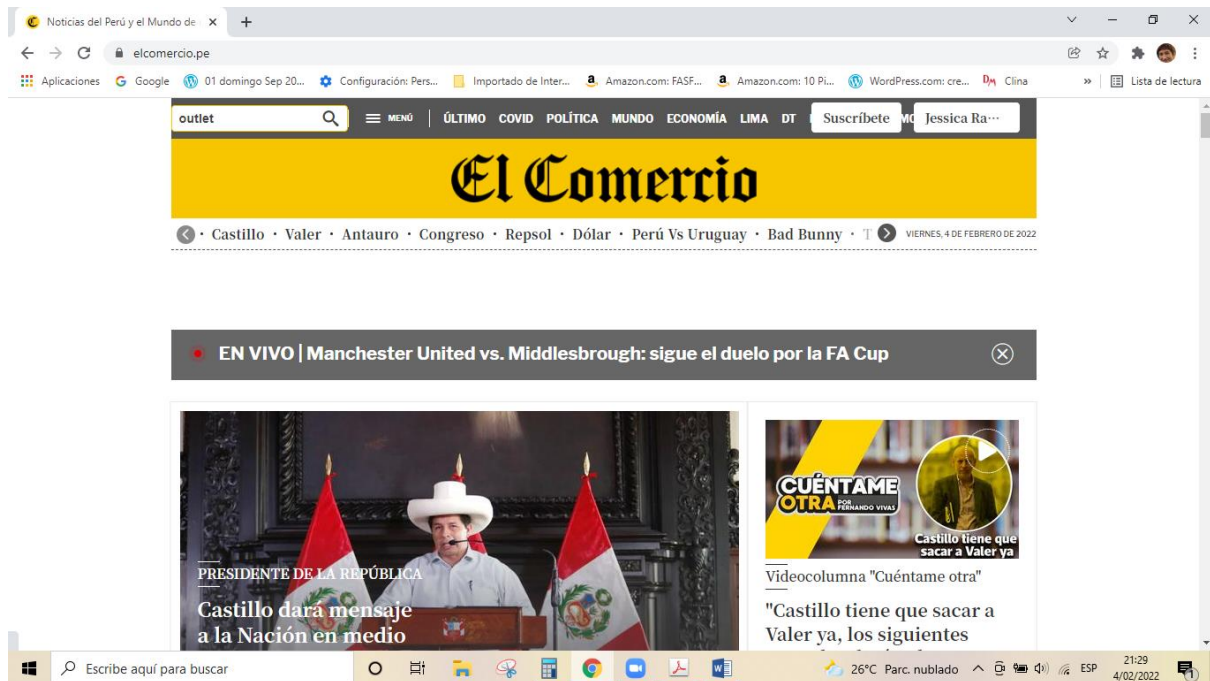 Noticias del Perú y el Mundo de
elcomercio.pe
Aplicaciones Google 01 domingo Sep 20... Configuración: Pers... Importado de Inter... Amazon.com: FASF... Amazon.com: 10 Pi... WordPress.com: cre... Clina » Lista de lectura
outlet MENÚ ÚLTIMO COVID POLÍTICA MUNDO ECONOMÍA LIMA DT Suscríbete Jessica Ra···
El Comercio
· Castillo · Valer · Antauro · Congreso · Repsol · Dólar · Perú Vs Uruguay · Bad Bunny · T VIERNES, 4 DE FEBRERO DE 2022
EN VIVO | Manchester United vs. Middlesbrough: sigue el duelo por la FA Cup
PRESIDENTE DE LA REPÚBLICA
Castillo dará mensaje
a la Nación en medio
CUÉNTAME
OTRA POR
FERNANDO VIVAS
Castillo tiene que
sacar a Valer ya
Videocolumna "Cuéntame otra"
"Castillo tiene que sacar a
Valer ya, los siguientes
Escribe aquí para buscar
26°C Parc. nublado ESP 21:29
4/02/2022